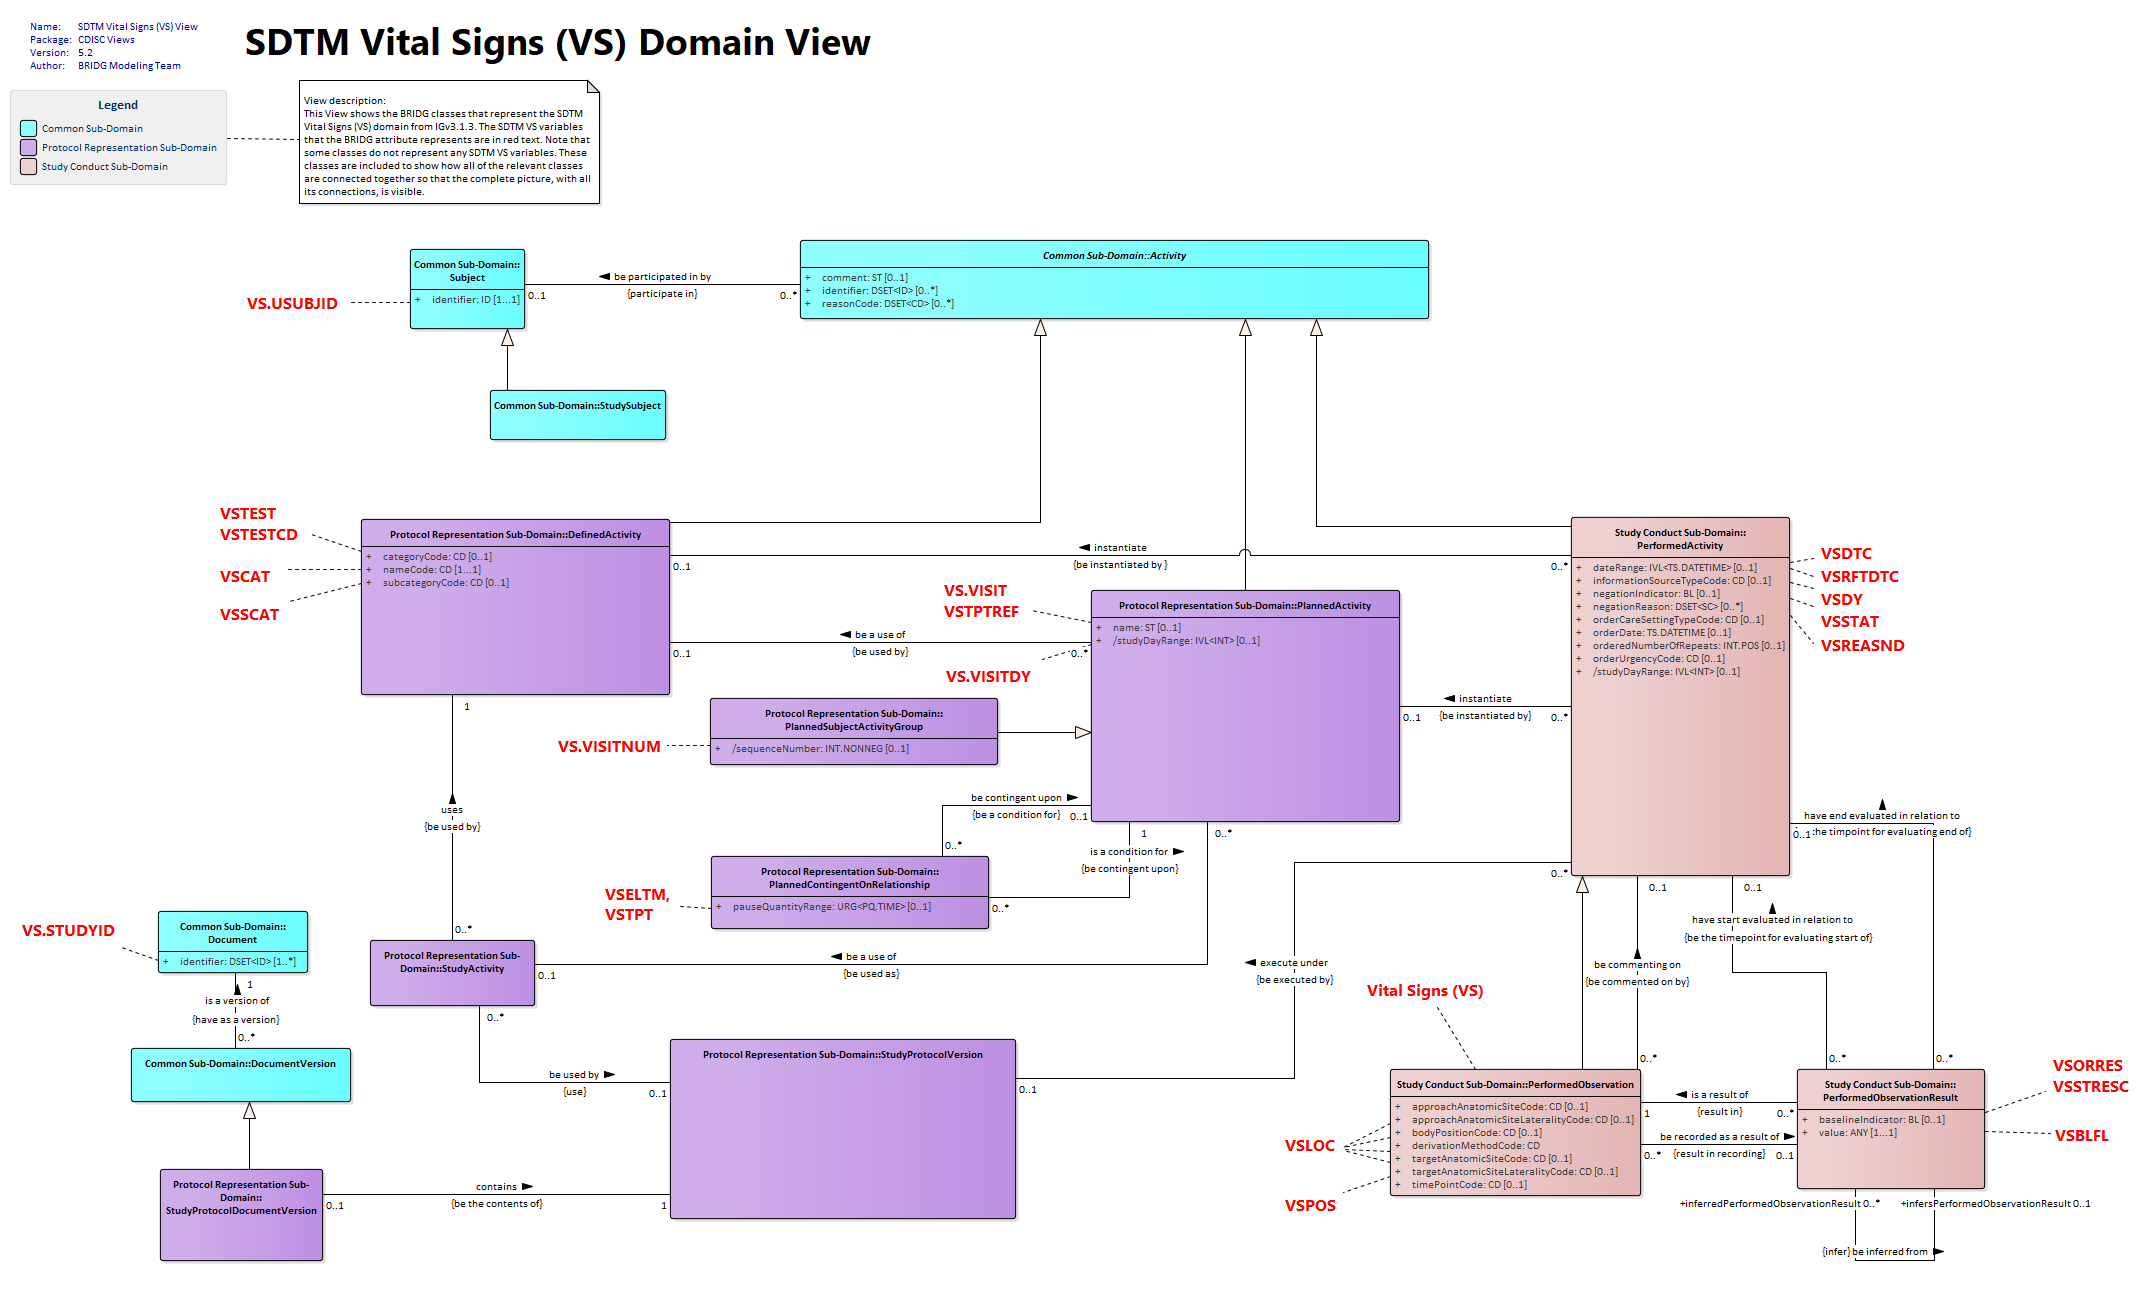 Name: SDTM Vital Signs (VS) View
Package: CDISC Views
Version: 5.2
Author: BRIDG Modeling Team
SDTM Vital Signs (VS) Domain View
Legend
Common Sub-Domain
Protocol Representation Sub-Domain
Study Conduct Sub-Domain
View description:
This View shows the BRIDG classes that represent the SDTM
Vital Signs (VS) domain from IGv3.1.3. The SDTM VS variables
that the BRIDG attribute represents are in red text. Note that
some classes do not represent any SDTM VS variables. These
classes are included to show how all of the relevant classes
are connected together so that the complete picture, with all
its connections, is visible.
Common Sub-Domain::
Subject
+ identifier: ID [1...1]
VS.USUBJID
0..1
be participated in by
{participate in}
0..*
Common Sub-Domain::Activity
+ comment: ST [0..1]
+ identifier: DSET<ID> [0..*]
+ reasonCode: DSET<CD> [0..*]
Common Sub-Domain::StudySubject
VSTEST
VSTESTCD
VSCAT
VSSCAT
Protocol Representation Sub-Domain::DefinedActivity
+ categoryCode: CD [0..1]
+ nameCode: CD [1...1]
+ subcategoryCode: CD [0..1]
0..1
instantiate
{be instantiated by }
0..*
Study Conduct Sub-Domain::
PerformedActivity
+ dateRange: IVL<TS.DATETIME> [0..1]
+ informationSourceTypeCode: CD [0..1]
+ negationIndicator: BL [0..1]
+ negationReason: DSET<SC> [0..*]
+ orderCareSettingTypeCode: CD [0..1]
+ orderDate: TS.DATETIME [0..1]
+ orderedNumberOfRepeats: INT.POS [0..1]
+ orderUrgencyCode: CD [0..1]
+ /studyDayRange: IVL<INT> [0..1]
VSDTC
VSRFTDTC
VSDY
VSSTAT
VSREASND
VS.VISIT
VSTPTREF
VS.VISITDY
Protocol Representation Sub-Domain::PlannedActivity
+ name: ST [0..1]
+ /studyDayRange: IVL<INT> [0..1]
0..1
be a use of
{be used by}
0..*
0..1
instantiate
{be instantiated by}
0..*
Protocol Representation Sub-Domain::
PlannedSubjectActivityGroup
+ /sequenceNumber: INT.NONNEG [0..1]
VS.VISITNUM
1
uses
{be used by}
0..*
be contingent upon
{be a condition for}
0..1
0..*
1
is a condition for
{be contingent upon}
0..*
0..*
Protocol Representation Sub-Domain::
PlannedContingentOnRelationship
+ pauseQuantityRange: URG<PQ.TIME> [0..1]
VSELTM,
VSTPT
have end evaluated in relation to
:he timpoint for evaluating end of}
0..1
0..*
0..1
0..1
have start evaluated in relation to
{be the timepoint for evaluating start of}
VS.STUDYID
Common Sub-Domain::
Document
+ identifier: DSET<ID> [1..*]
1
is a version of
{have as a version}
0..*
Common Sub-Domain::DocumentVersion
Protocol Representation Sub-
Domain::StudyActivity
0..1
be a use of
{be used as}
0..*
be used by
{use}
0..1
execute under
{be executed by}
0..1
be commenting on
{be commented on by}
0..*
0..*
0..*
Vital Signs (VS)
Protocol Representation Sub-Domain::StudyProtocolVersion
Protocol Representation Sub-
Domain::
StudyProtocolDocumentVersion
0..1
contains
{be the contents of}
1
Study Conduct Sub-Domain::PerformedObservation
+ approachAnatomicSiteCode: CD [0..1]
+ approachAnatomicSiteLateralityCode: CD [0..1]
+ bodyPositionCode: CD [0..1]
+ derivationMethodCode: CD
+ targetAnatomicSiteCode: CD [0..1]
+ targetAnatomicSiteLateralityCode: CD [0..1]
+ timePointCode: CD [0..1]
VSLOC
VSPOS
1
is a result of
{result in}
0..*
be recorded as a result of
0..*
{result in recording}
0..1
Study Conduct Sub-Domain::
PerformedObservationResult
+ baselineIndicator: BL [0..1]
+ value: ANY [1...1]
VSORRES
VSSTRESC
VSBLFL
+inferredPerformedObservationResult 0..*
+infersPerformedObservationResult 0..1
{infer} be inferred from